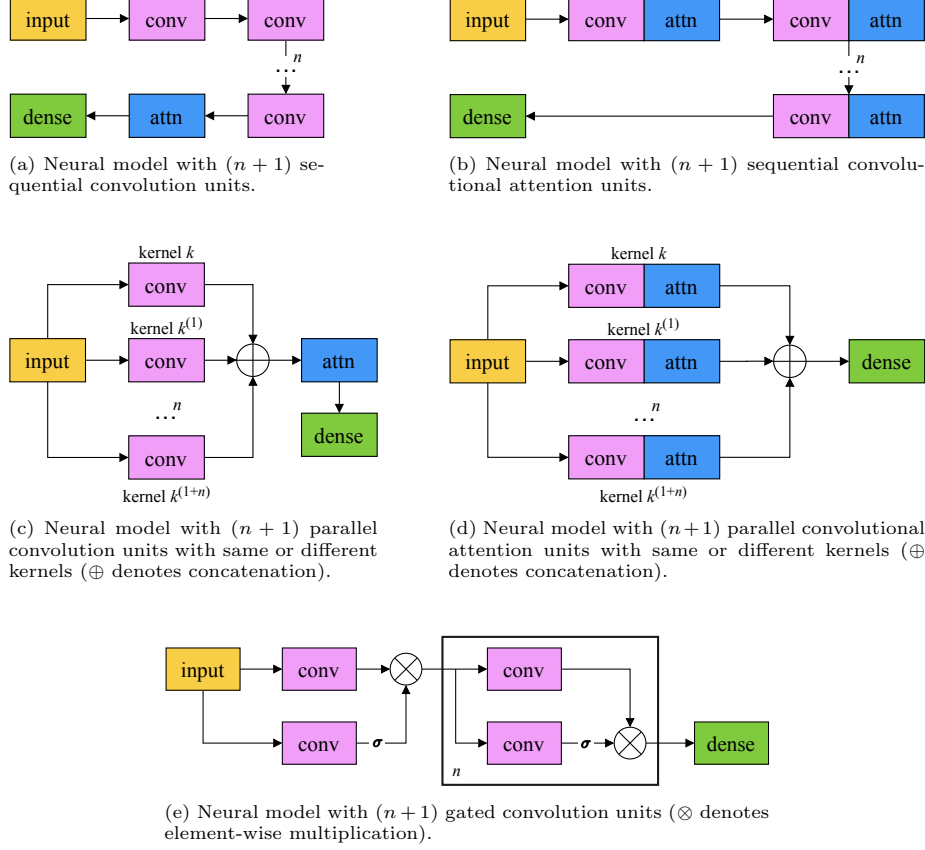 input conv conv
...n
dense attn conv
(a) Neural model with (n + 1) se-
quential convolution units.
input conv attn conv attn
...n
dense conv attn
(b) Neural model with (n + 1) sequential convolu-
tional attention units.
kernel k
conv
kernel k(1)
input conv ⊕ attn
...n
dense
conv
kernel k(1+n)
(c) Neural model with (n + 1) parallel
convolution units with same or different
kernels (⊕ denotes concatenation).
kernel k
conv attn
kernel k(1)
input conv attn ⊕ dense
...n
conv attn
kernel k(1+n)
(d) Neural model with (n+1) parallel convolutional
attention units with same or different kernels (⊕
denotes concatenation).
input conv ⊗ conv
conv σ conv σ ⊗ dense
n
(e) Neural model with (n+1) gated convolution units (⊗ denotes
element-wise multiplication).